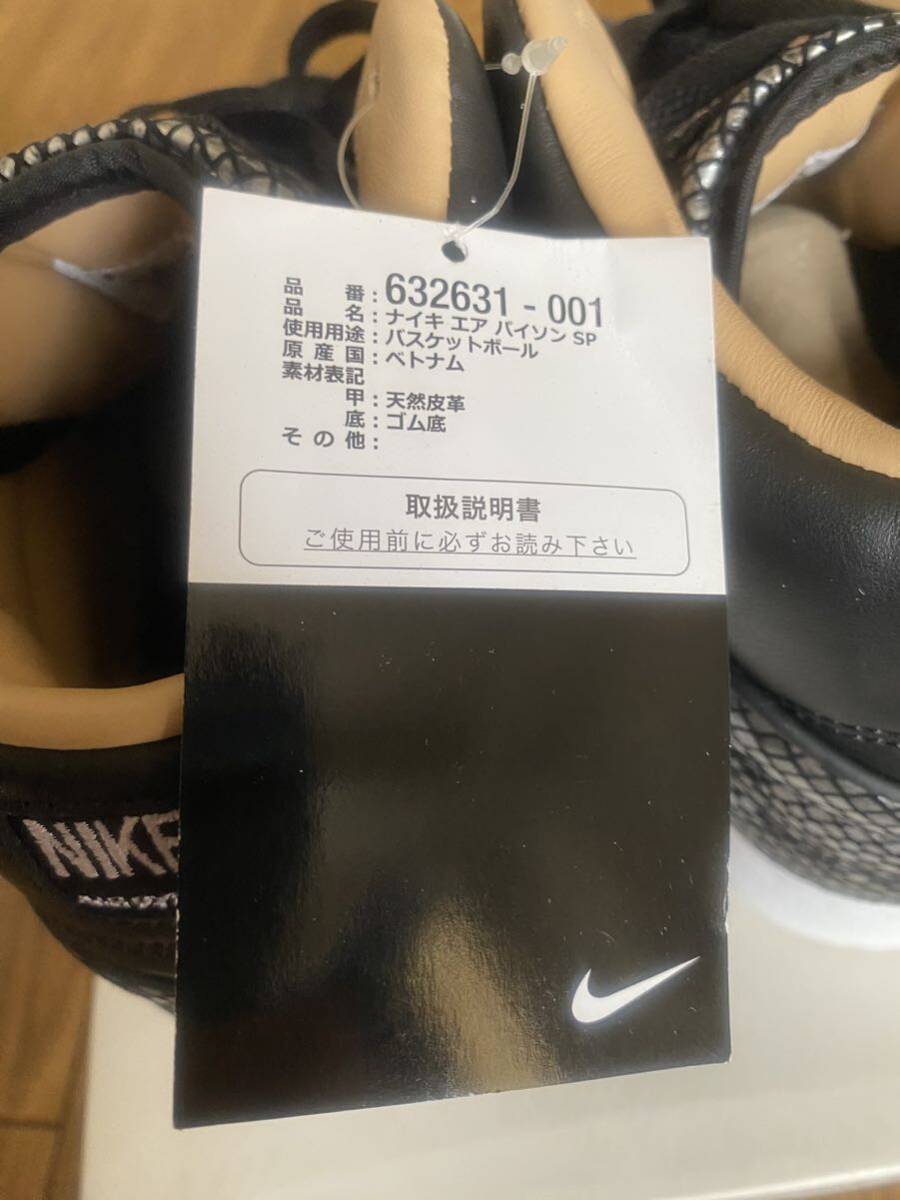 品番:632631-001
品名:ナイキ エア パイソン SP
使用用途:バスケットボール
原産国:ベトナム
素材表記
甲:天然皮革
底:ゴム底
その他:
取扱説明書
ご使用前に必ずお読み下さい
NIKE